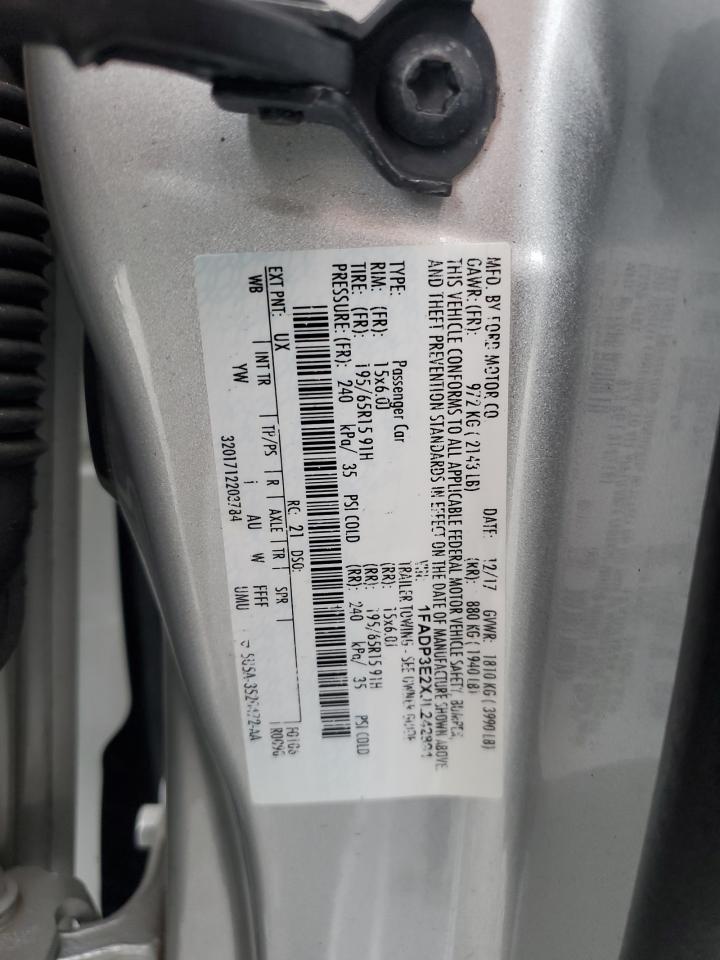 MFD. BY FORD MOTOR CO.
DATE: 12/17 GVWR: 1810 KG ( 3990 LB)
GAWR: (FR): 972 KG ( 2143 LB) (RR): 880 KG ( 1940 LB)
THIS VEHICLE CONFORMS TO ALL APPLICABLE FEDERAL MOTOR VEHICLE SAFETY, BUMPER,
AND THEFT PREVENTION STANDARDS IN EFFECT ON THE DATE OF MANUFACTURE SHOWN ABOVE.
VIN: 
TYPE: Passenger Car TRAILER TOWING - SEE OWNER GUIDE
RIM: (FR): 15x6.0J (RR): 15x6.0J
TIRE: (FR): 195/65R15 91H (RR): 195/65R15 91H
PRESSURE: (FR): 240 kPa/ 35 PSI COLD (RR): 240 kPa/ 35 PSI COLD
EXT PNT: UX RC: 21 DSO:
WB INT TR TP/PS R AXLE TR SPR
YW i AU W FFFF UMU
3201712203784